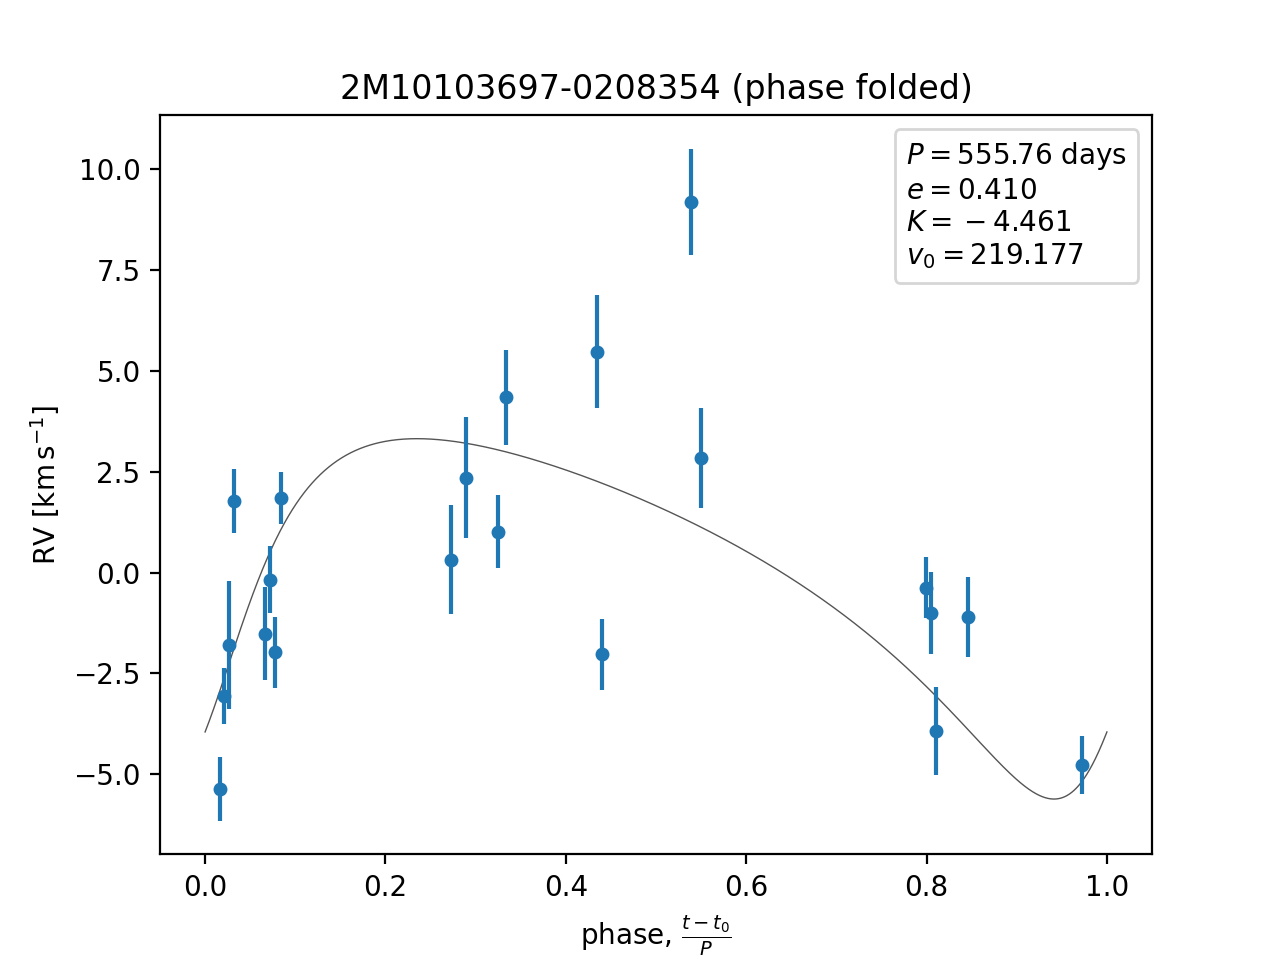 2M10103697-0208354 (phase folded)
P = 555.76 days
e = 0.410
K = −4.461
v₀ = 219.177
10.0
7.5
5.0
2.5
0.0
−2.5
−5.0
RV [km s⁻¹]
0.0 0.2 0.4 0.6 0.8 1.0
phase, (t − t₀)/P